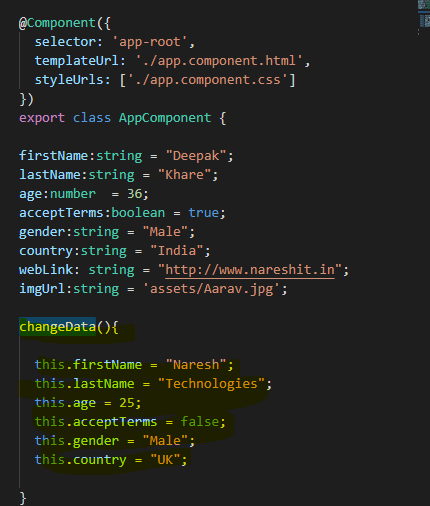 @Component({
  selector: 'app-root',
  templateUrl: './app.component.html',
  styleUrls: ['./app.component.css']
})
export class AppComponent {
firstName:string = "Deepak";
lastName:string = "Khare";
age:number  = 36;
acceptTerms:boolean = true;
gender:string = "Male";
country:string = "India";
webLink: string = "http://www.nareshit.in";
imgUrl:string = 'assets/Aarav.jpg';
changeData(){
  this.firstName = "Naresh";
  this.lastName = "Technologies";
  this.age = 25;
  this.acceptTerms = false;
  this.gender = "Male";
  this.country = "UK";
}